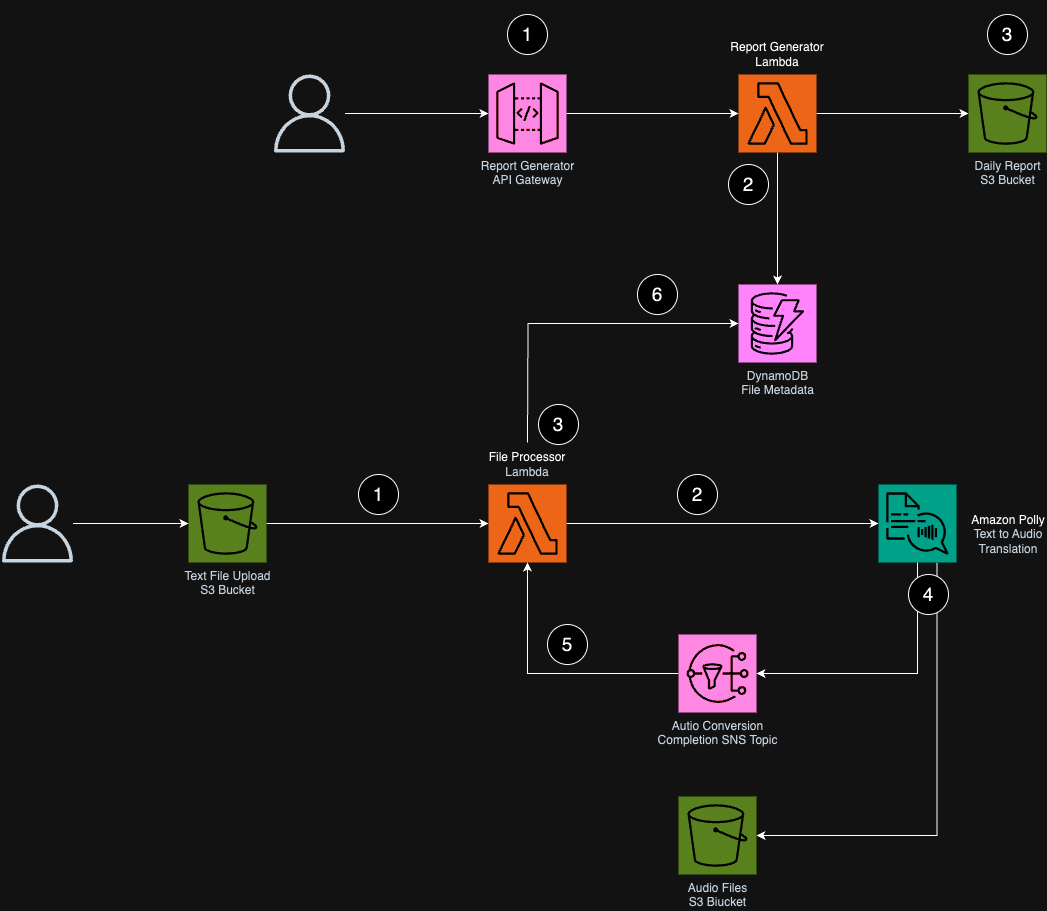 1
3
Report Generator
Lambda
</>
Report Generator
API Gateway
Daily Report
S3 Bucket
2
6
DynamoDB
File Metadata
3
File Processor
Lambda
1
2
Amazon Polly
Text to Audio
Translation
Text File Upload
S3 Bucket
4
5
Autio Conversion
Completion SNS Topic
Audio Files
S3 Biucket